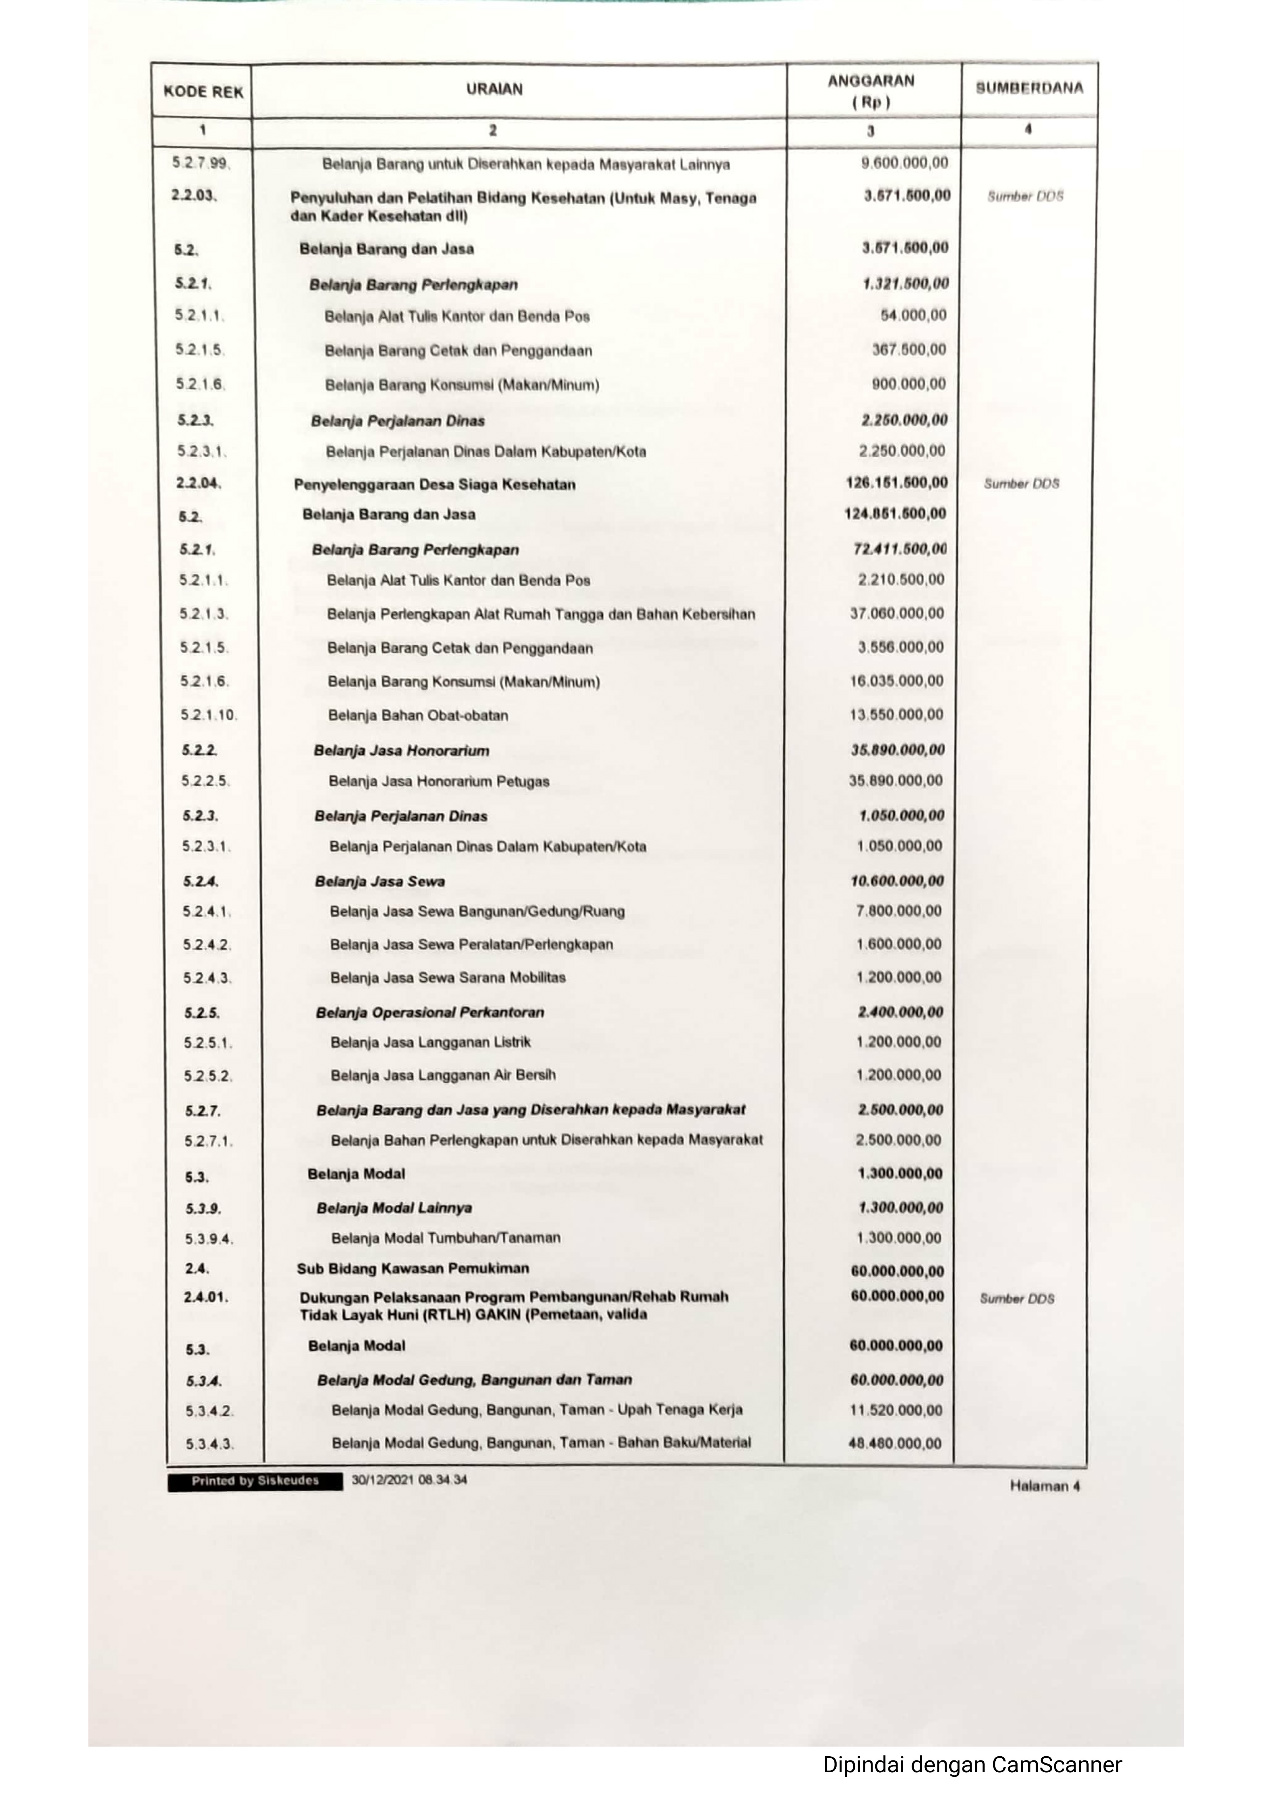 KODE REK URAIAN ANGGARAN ( Rp ) SUMBERDANA
1 2 3 4
5.2.7.99. Belanja Barang untuk Diserahkan kepada Masyarakat Lainnya 9.600.000,00
2.2.03. Penyuluhan dan Pelatihan Bidang Kesehatan (Untuk Masy, Tenaga 3.571.500,00 Sumber DDS
dan Kader Kesehatan dll)
5.2. Belanja Barang dan Jasa 3.571.500,00
5.2.1. Belanja Barang Perlengkapan 1.321.500,00
5.2.1.1. Belanja Alat Tulis Kantor dan Benda Pos 54.000,00
5.2.1.5. Belanja Barang Cetak dan Penggandaan 367.500,00
5.2.1.6. Belanja Barang Konsumsi (Makan/Minum) 900.000,00
5.2.3. Belanja Perjalanan Dinas 2.250.000,00
5.2.3.1. Belanja Perjalanan Dinas Dalam Kabupaten/Kota 2.250.000,00
2.2.04. Penyelenggaraan Desa Siaga Kesehatan 126.151.500,00 Sumber DDS
5.2. Belanja Barang dan Jasa 124.851.500,00
5.2.1. Belanja Barang Perlengkapan 72.411.500,00
5.2.1.1. Belanja Alat Tulis Kantor dan Benda Pos 2.210.500,00
5.2.1.3. Belanja Perlengkapan Alat Rumah Tangga dan Bahan Kebersihan 37.060.000,00
5.2.1.5. Belanja Barang Cetak dan Penggandaan 3.556.000,00
5.2.1.6. Belanja Barang Konsumsi (Makan/Minum) 16.035.000,00
5.2.1.10. Belanja Bahan Obat-obatan 13.550.000,00
5.2.2. Belanja Jasa Honorarium 35.890.000,00
5.2.2.5. Belanja Jasa Honorarium Petugas 35.890.000,00
5.2.3. Belanja Perjalanan Dinas 1.050.000,00
5.2.3.1. Belanja Perjalanan Dinas Dalam Kabupaten/Kota 1.050.000,00
5.2.4. Belanja Jasa Sewa 10.600.000,00
5.2.4.1. Belanja Jasa Sewa Bangunan/Gedung/Ruang 7.800.000,00
5.2.4.2. Belanja Jasa Sewa Peralatan/Perlengkapan 1.600.000,00
5.2.4.3. Belanja Jasa Sewa Sarana Mobilitas 1.200.000,00
5.2.5. Belanja Operasional Perkantoran 2.400.000,00
5.2.5.1. Belanja Jasa Langganan Listrik 1.200.000,00
5.2.5.2. Belanja Jasa Langganan Air Bersih 1.200.000,00
5.2.7. Belanja Barang dan Jasa yang Diserahkan kepada Masyarakat 2.500.000,00
5.2.7.1. Belanja Bahan Perlengkapan untuk Diserahkan kepada Masyarakat 2.500.000,00
5.3. Belanja Modal 1.300.000,00
5.3.9. Belanja Modal Lainnya 1.300.000,00
5.3.9.4. Belanja Modal Tumbuhan/Tanaman 1.300.000,00
2.4. Sub Bidang Kawasan Pemukiman 60.000.000,00
2.4.01. Dukungan Pelaksanaan Program Pembangunan/Rehab Rumah 60.000.000,00 Sumber DDS
Tidak Layak Huni (RTLH) GAKIN (Pemetaan, valida
5.3. Belanja Modal 60.000.000,00
5.3.4. Belanja Modal Gedung, Bangunan dan Taman 60.000.000,00
5.3.4.2. Belanja Modal Gedung, Bangunan, Taman - Upah Tenaga Kerja 11.520.000,00
5.3.4.3. Belanja Modal Gedung, Bangunan, Taman - Bahan Baku/Material 48.480.000,00
Printed by Siskeudes 30/12/2021 08.34.34 Halaman 4
Dipindai dengan CamScanner